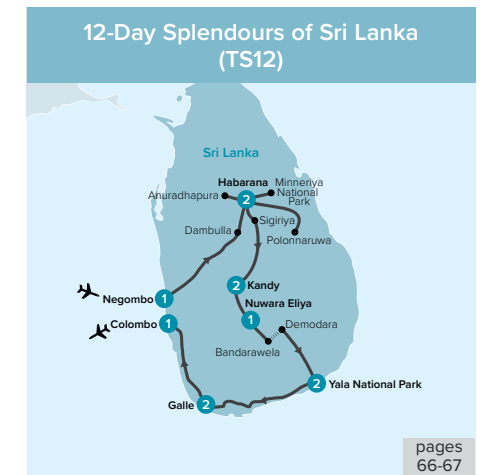 12-Day Splendours of Sri Lanka
(TS12)
Sri Lanka
Habarana
2
Minneriya
National
Park
Anuradhapura
Sigiriya
Polonnaruwa
Dambulla
2 Kandy
Negombo 1
Nuwara Eliya
1
Colombo 1
Demodara
Bandarawela
2 Yala National Park
Galle 2
pages
66-67